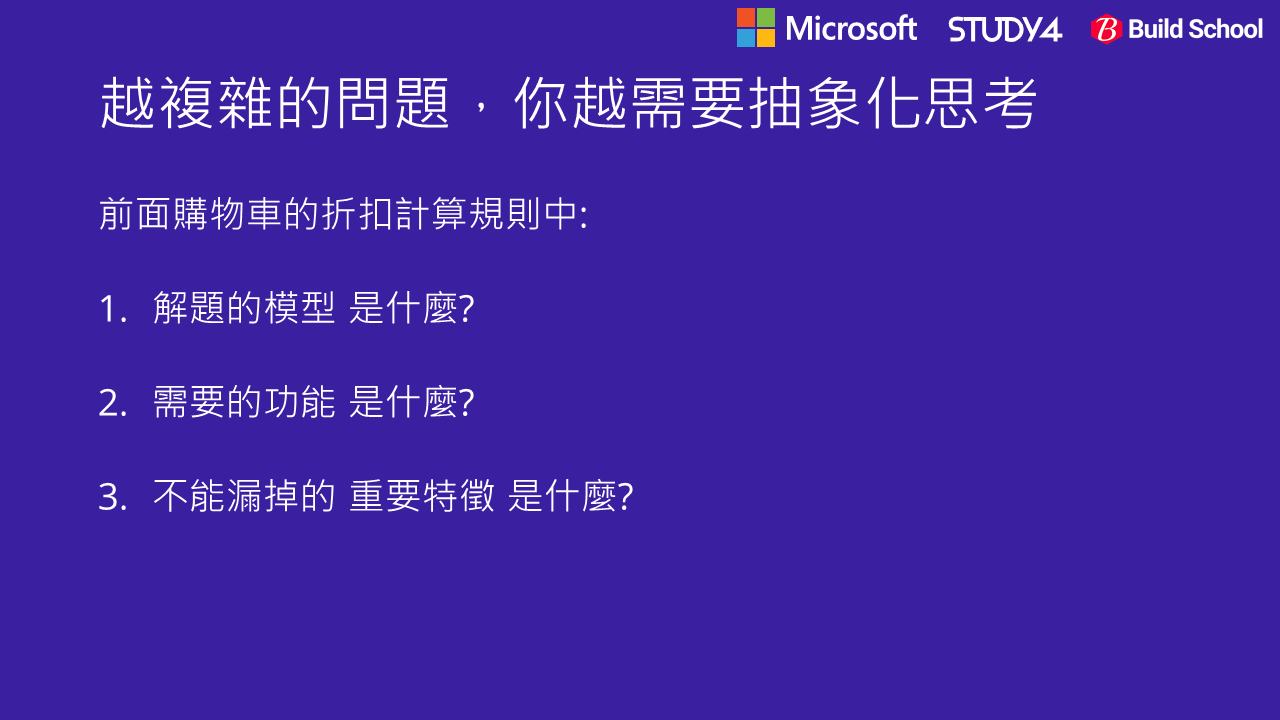 Microsoft STUDY4 B Build School
越複雜的問題，你越需要抽象化思考
前面購物車的折扣計算規則中:
1. 解題的模型 是什麼?
2. 需要的功能 是什麼?
3. 不能漏掉的 重要特徵 是什麼?